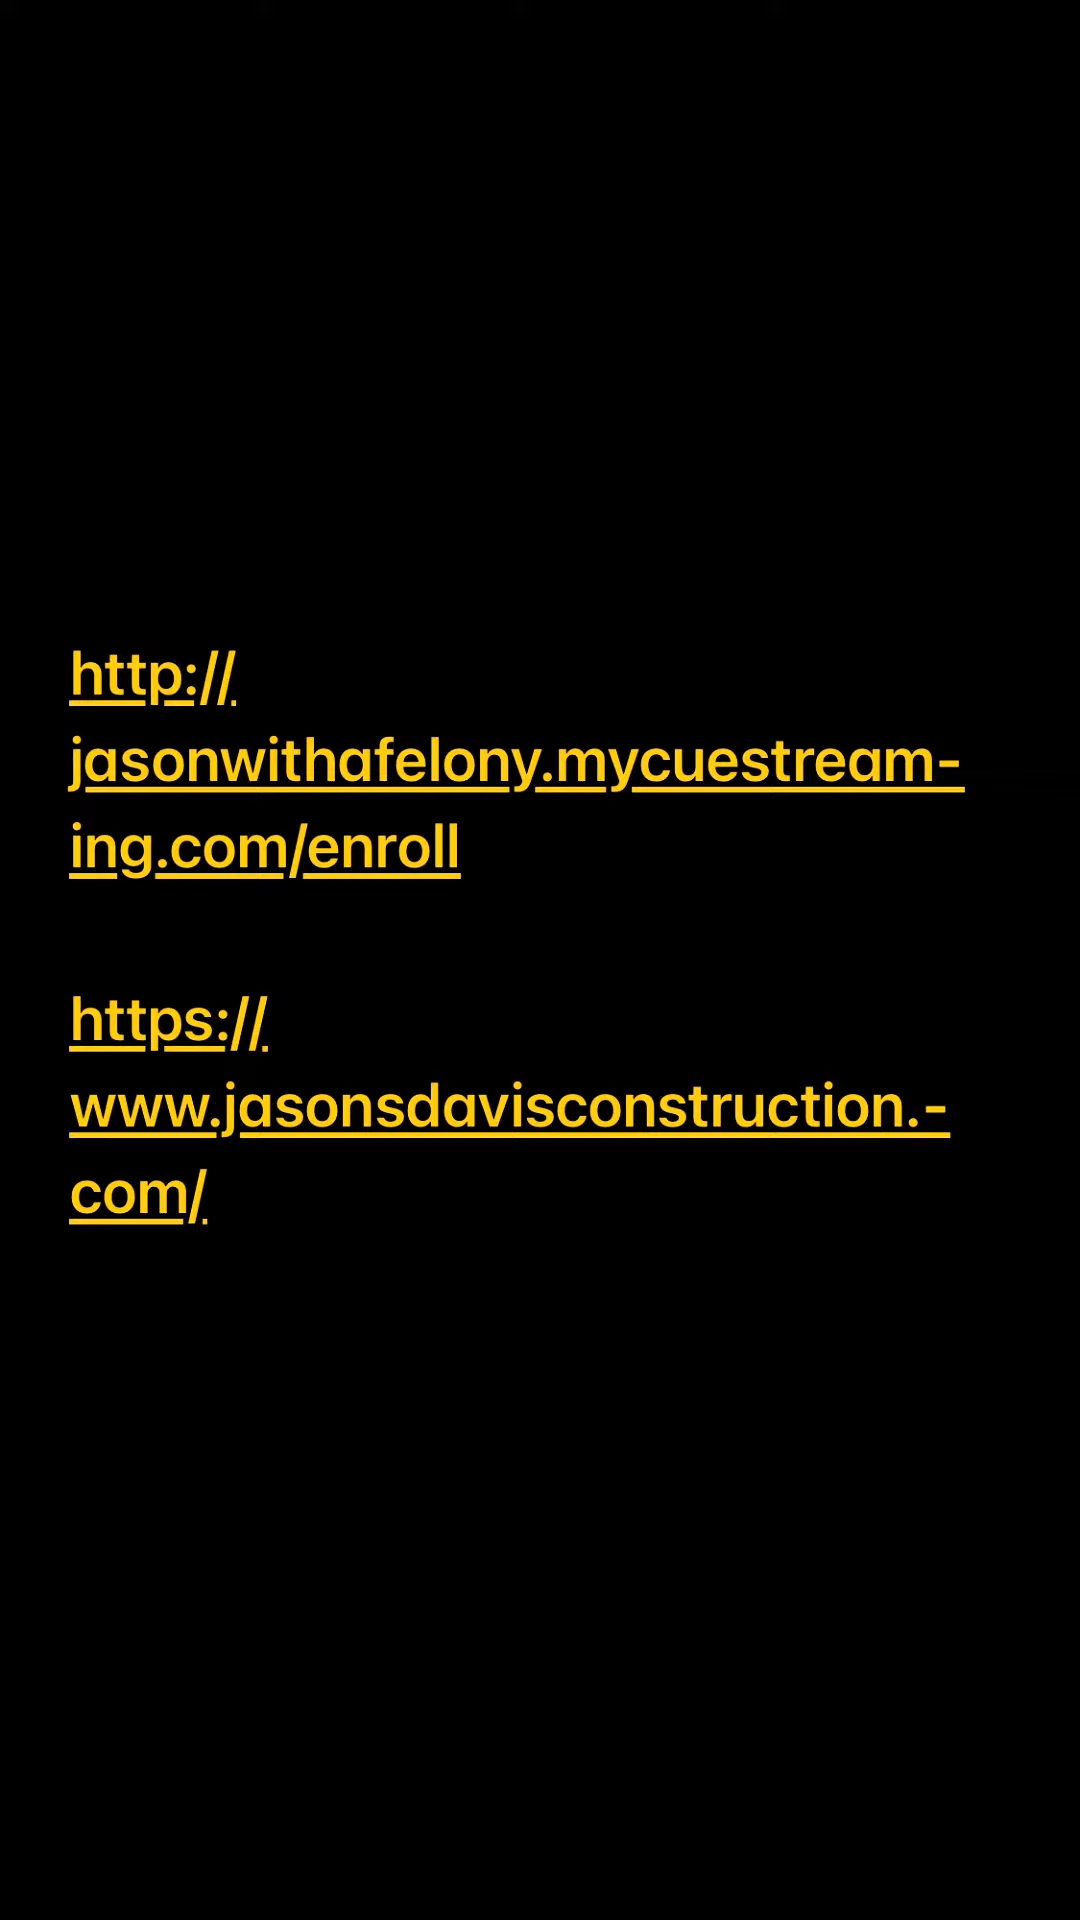 http://
jasonwithafelony.mycuestream-
ing.com/enroll
https://
www.jasonsdavisconstruction.-
com/